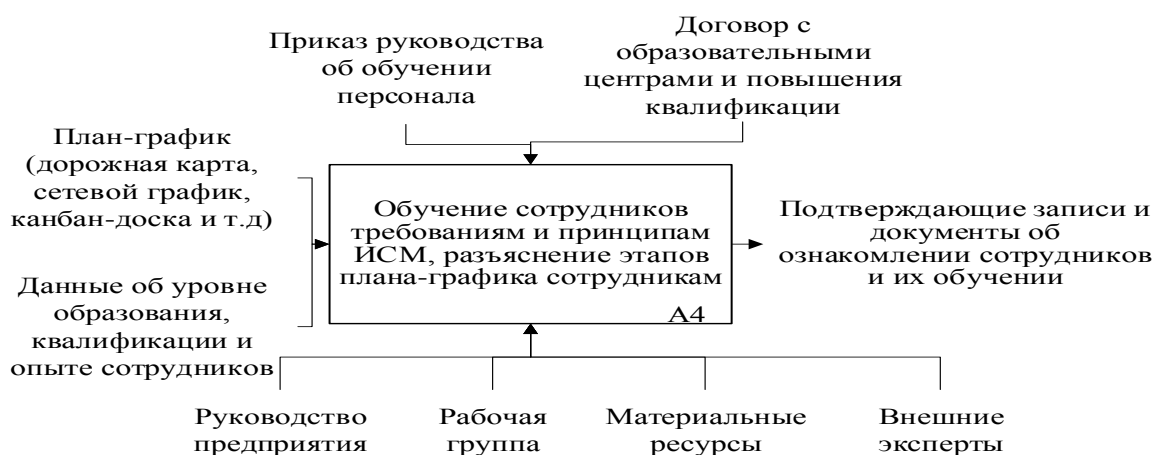 Приказ руководства
об обучении
персонала
Договор с
образовательными
центрами и повышения
квалификации
План-график
(дорожная карта,
сетевой график,
канбан-доска и т.д)
Данные об уровне
образования,
квалификации и
опыте сотрудников
Обучение сотрудников
требованиям и принципам
ИСМ, разъяснение этапов
плана-графика сотрудникам
А4
Подтверждающие записи и
документы об
ознакомлении сотрудников
и их обучении
Руководство
предприятия
Рабочая
группа
Материальные
ресурсы
Внешние
эксперты